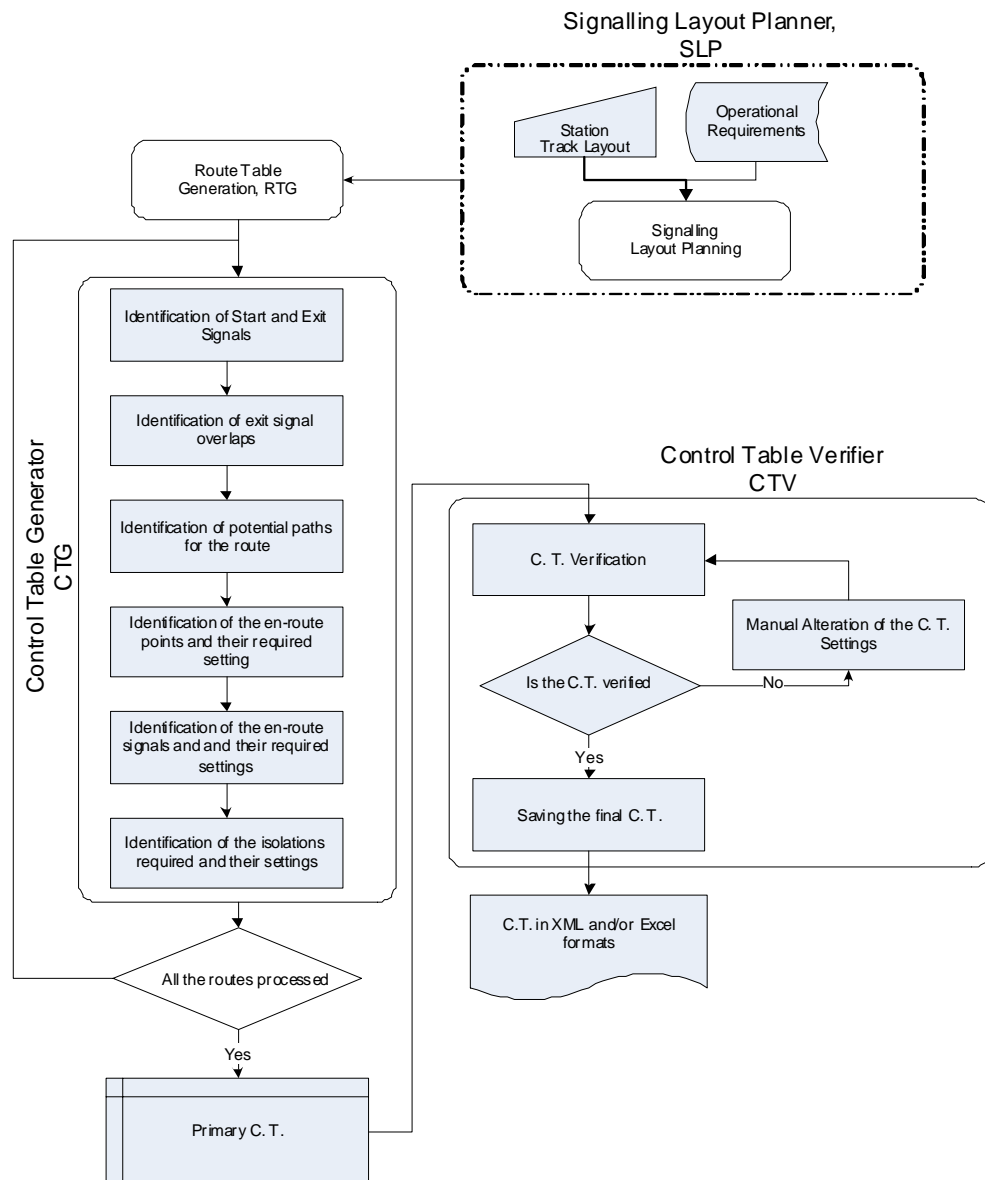 Signalling Layout Planner,
SLP
Station
Track Layout
Operational
Requirements
Signalling
Layout Planning
Route Table
Generation, RTG
Control Table Generator
CTG
Identification of Start and Exit
Signals
Identification of exit signal
overlaps
Identification of potential paths
for the route
Identification of the en-route
points and their required
setting
Identification of the en-route
signals and and their required
settings
Identification of the isolations
required and their settings
All the routes processed
Yes
Primary C. T.
Control Table Verifier
CTV
C. T. Verification
Manual Alteration of the C. T.
Settings
Is the C.T. verified
No
Yes
Saving the final C. T.
C.T. in XML and/or Excel
formats